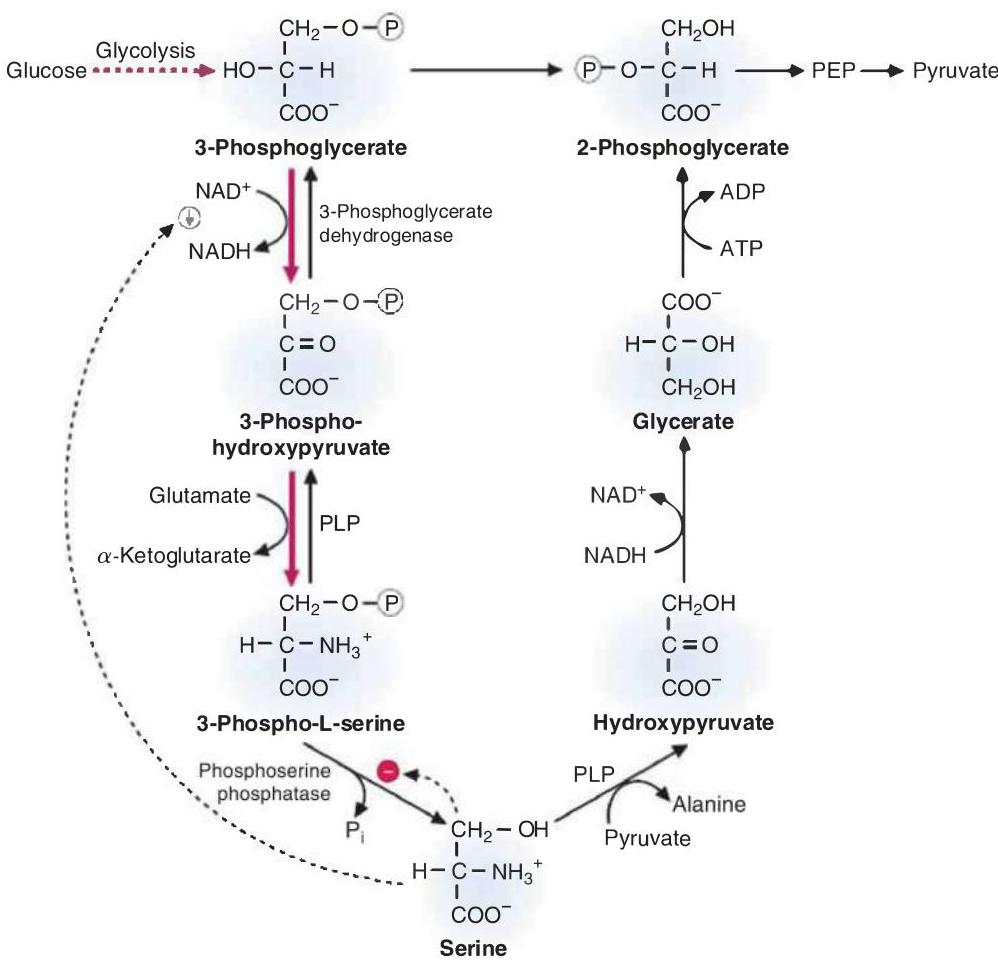 CH₂–O–P
HO–C–H
COO⁻
3-Phosphoglycerate
Glucose
Glycolysis
CH₂OH
P–O–C–H
COO⁻
2-Phosphoglycerate
PEP
Pyruvate
NAD⁺
NADH
3-Phosphoglycerate
dehydrogenase
CH₂–O–P
C=O
COO⁻
3-Phospho-
hydroxypyruvate
Glutamate
α-Ketoglutarate
PLP
CH₂–O–P
H–C–NH₃⁺
COO⁻
3-Phospho-L-serine
Phosphoserine
phosphatase
Pi
CH₂–OH
H–C–NH₃⁺
COO⁻
Serine
PLP
Alanine
Pyruvate
CH₂OH
C=O
COO⁻
Hydroxypyruvate
NAD⁺
NADH
COO⁻
H–C–OH
CH₂OH
Glycerate
ADP
ATP